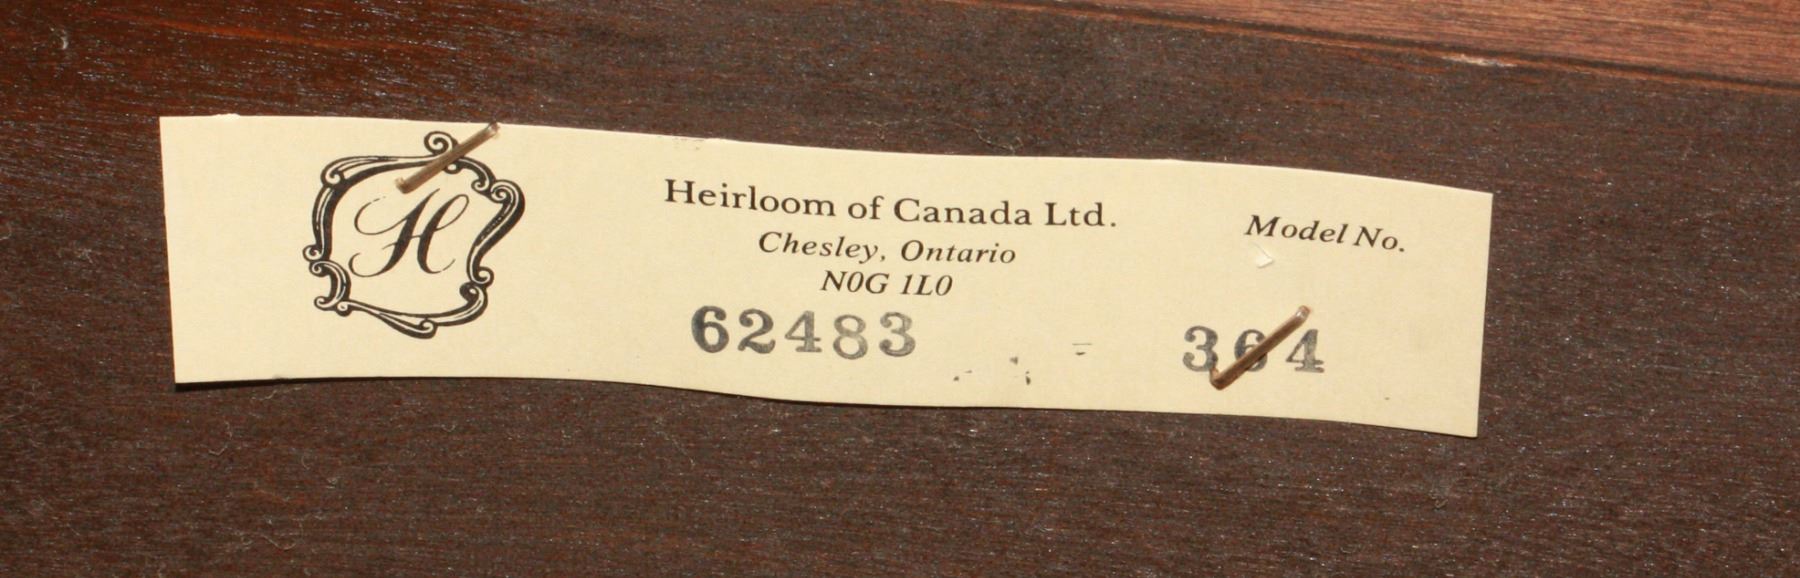 H
Heirloom of Canada Ltd.
Chesley, Ontario
N0G 1L0
62483
Model No.
364